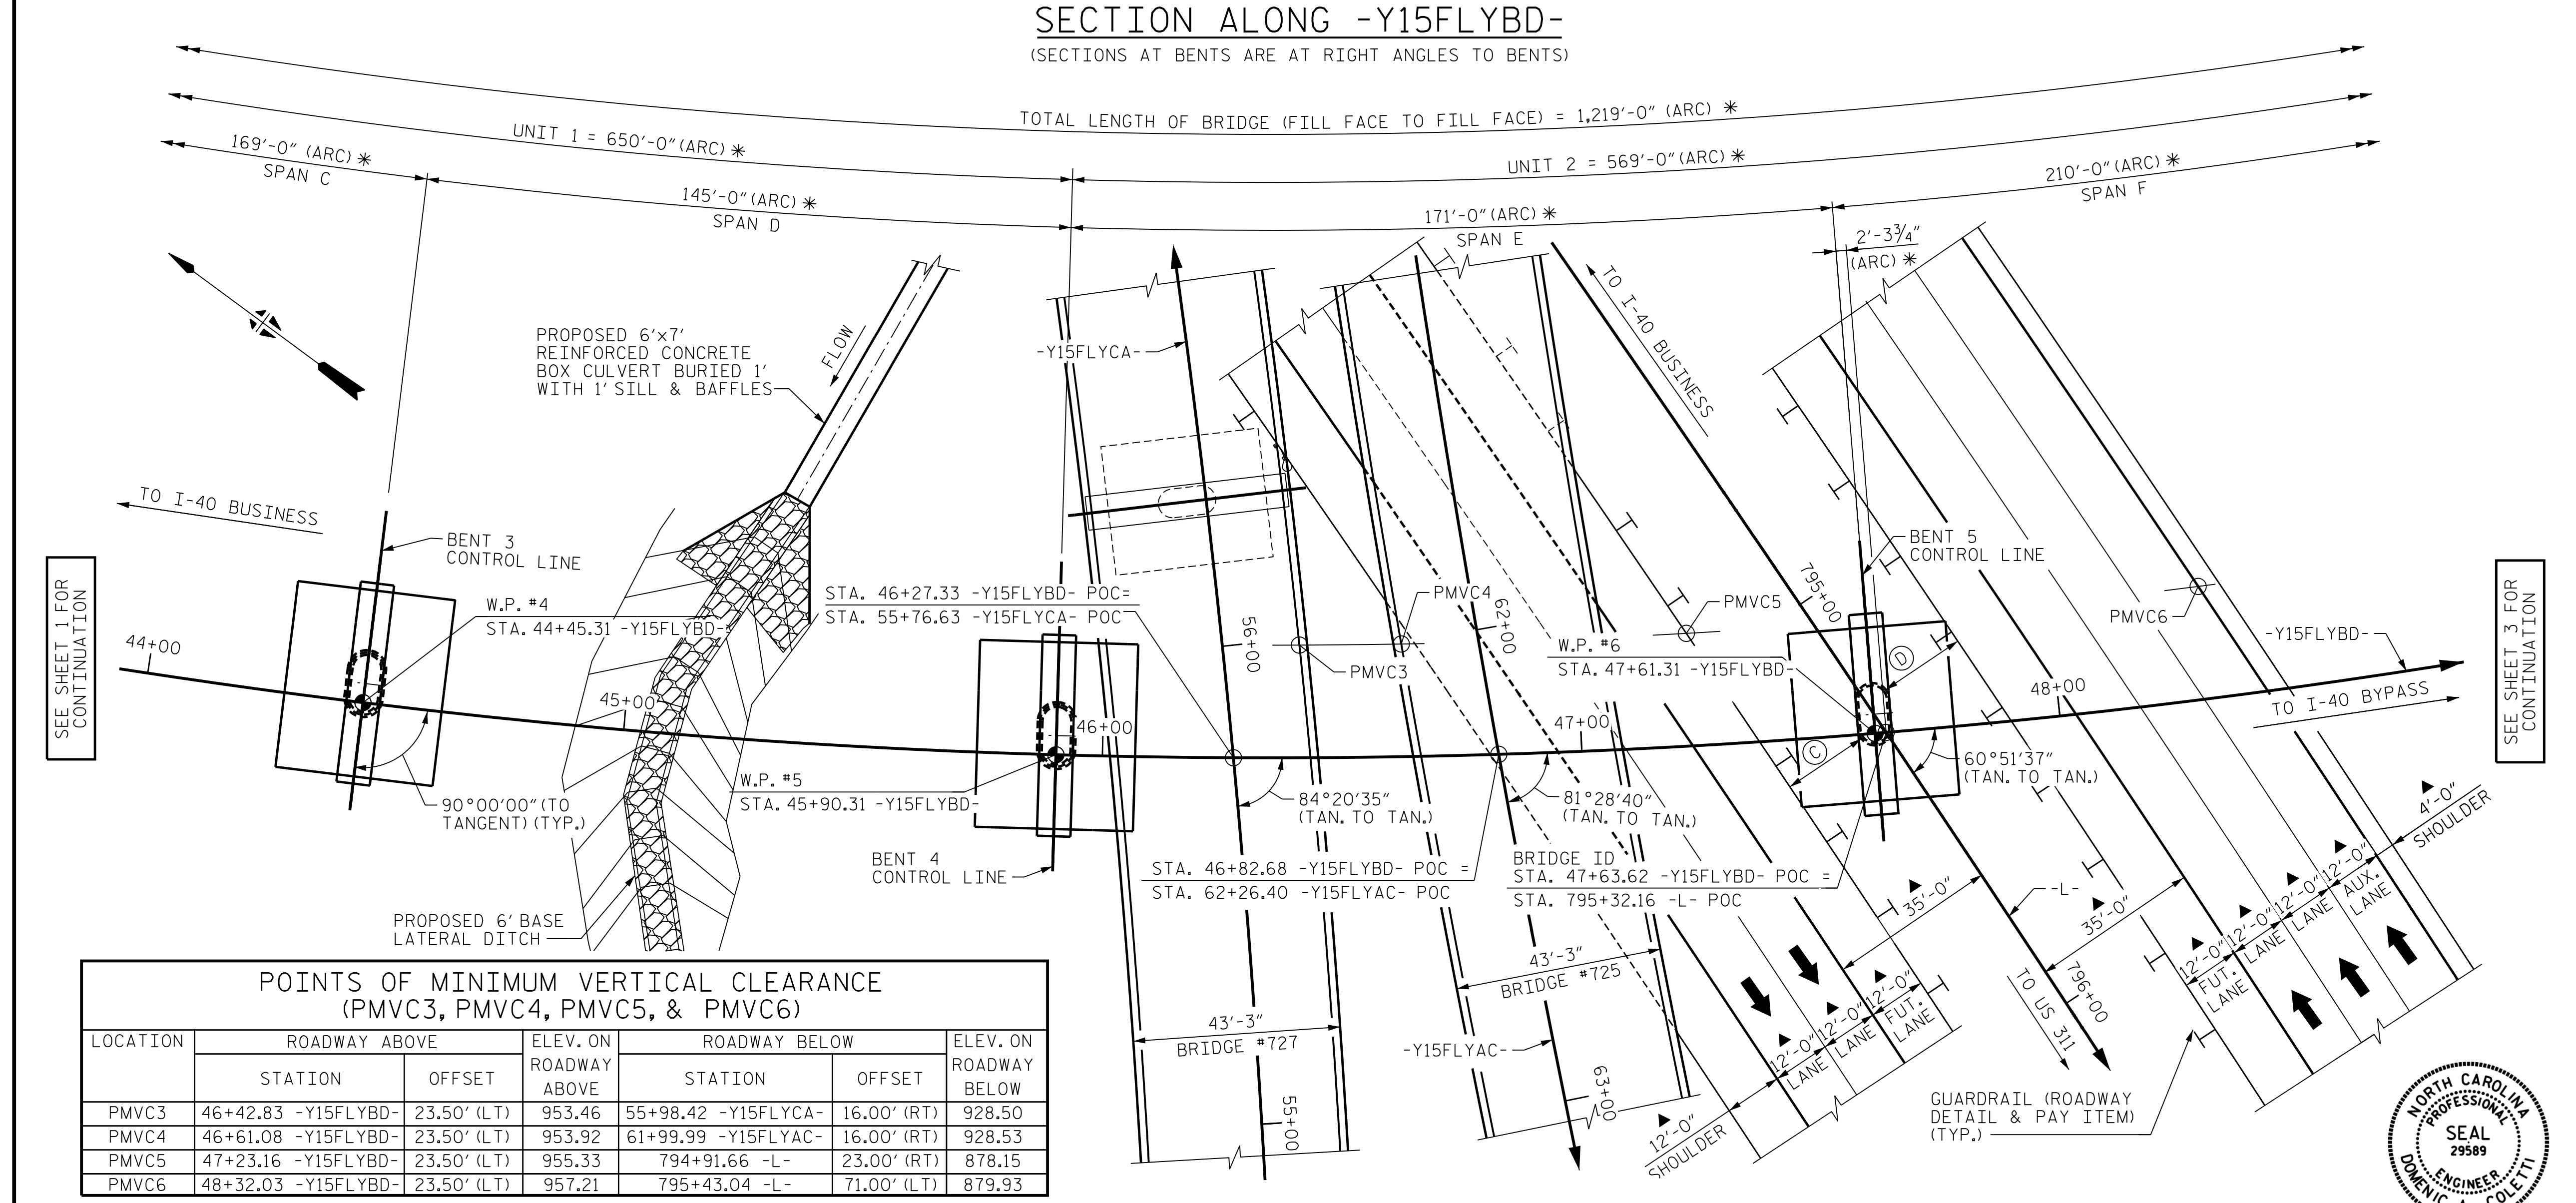 SECTION ALONG -Y15FLYBD-
(SECTIONS AT BENTS ARE AT RIGHT ANGLES TO BENTS)
TOTAL LENGTH OF BRIDGE (FILL FACE TO FILL FACE) = 1,219'-0" (ARC) *
UNIT 1 = 650'-0" (ARC) *
UNIT 2 = 569'-0" (ARC) *
169'-0" (ARC) *
SPAN C
145'-0" (ARC) *
SPAN D
171'-0" (ARC) *
SPAN E
210'-0" (ARC) *
SPAN F
2'-3¾"
(ARC) *
PROPOSED 6'x7'
REINFORCED CONCRETE
BOX CULVERT BURIED 1'
WITH 1' SILL & BAFFLES
FLOW
-Y15FLYCA-
TO I-40 BUSINESS
TO I-40 BUSINESS
BENT 3
CONTROL LINE
BENT 5
CONTROL LINE
SEE SHEET 1 FOR
CONTINUATION
44+00
W.P. #4
STA. 44+45.31 -Y15FLYBD-
STA. 46+27.33 -Y15FLYBD- POC=
STA. 55+76.63 -Y15FLYCA- POC
56+00
PMVC4
PMVC3
62+00
PMVC5
795+00
W.P. #6
STA. 47+61.31 -Y15FLYBD-
D
PMVC6
-Y15FLYBD-
SEE SHEET 3 FOR
CONTINUATION
TO I-40 BYPASS
45+00
46+00
47+00
48+00
C
90°00'00" (TO
TANGENT) (TYP.)
W.P. #5
STA. 45+90.31 -Y15FLYBD-
84°20'35"
(TAN. TO TAN.)
81°28'40"
(TAN. TO TAN.)
60°51'37"
(TAN. TO TAN.)
BENT 4
CONTROL LINE
STA. 46+82.68 -Y15FLYBD- POC =
STA. 62+26.40 -Y15FLYAC- POC
BRIDGE ID
STA. 47+63.62 -Y15FLYBD- POC =
STA. 795+32.16 -L- POC
PROPOSED 6' BASE
LATERAL DITCH
35'-0"
-L-
35'-0"
4'-0"
SHOULDER
12'-0"
AUX.
LANE
12'-0"
LANE
12'-0"
LANE
12'-0"
FUT.
LANE
43'-3"
BRIDGE #727
43'-3"
BRIDGE #725
-Y15FLYAC-
55+00
63+00
12'-0"
SHOULDER
12'-0"
LANE
12'-0"
LANE
12'-0"
FUT.
LANE
TO US 311
796+00
GUARDRAIL (ROADWAY
DETAIL & PAY ITEM)
(TYP.)
POINTS OF MINIMUM VERTICAL CLEARANCE
(PMVC3, PMVC4, PMVC5, & PMVC6)
LOCATION ROADWAY ABOVE ELEV. ON ROADWAY BELOW ELEV. ON
ROADWAY ROADWAY
STATION OFFSET ABOVE STATION OFFSET BELOW
PMVC3 46+42.83 -Y15FLYBD- 23.50' (LT) 953.46 55+98.42 -Y15FLYCA- 16.00' (RT) 928.50
PMVC4 46+61.08 -Y15FLYBD- 23.50' (LT) 953.92 61+99.99 -Y15FLYAC- 16.00' (RT) 928.53
PMVC5 47+23.16 -Y15FLYBD- 23.50' (LT) 955.33 794+91.66 -L- 23.00' (RT) 878.15
PMVC6 48+32.03 -Y15FLYBD- 23.50' (LT) 957.21 795+43.04 -L- 71.00' (RT) 879.93
NORTH CAROLINA
PROFESSIONAL
SEAL
29589
ENGINEER
DOMENIC A. COLETTI